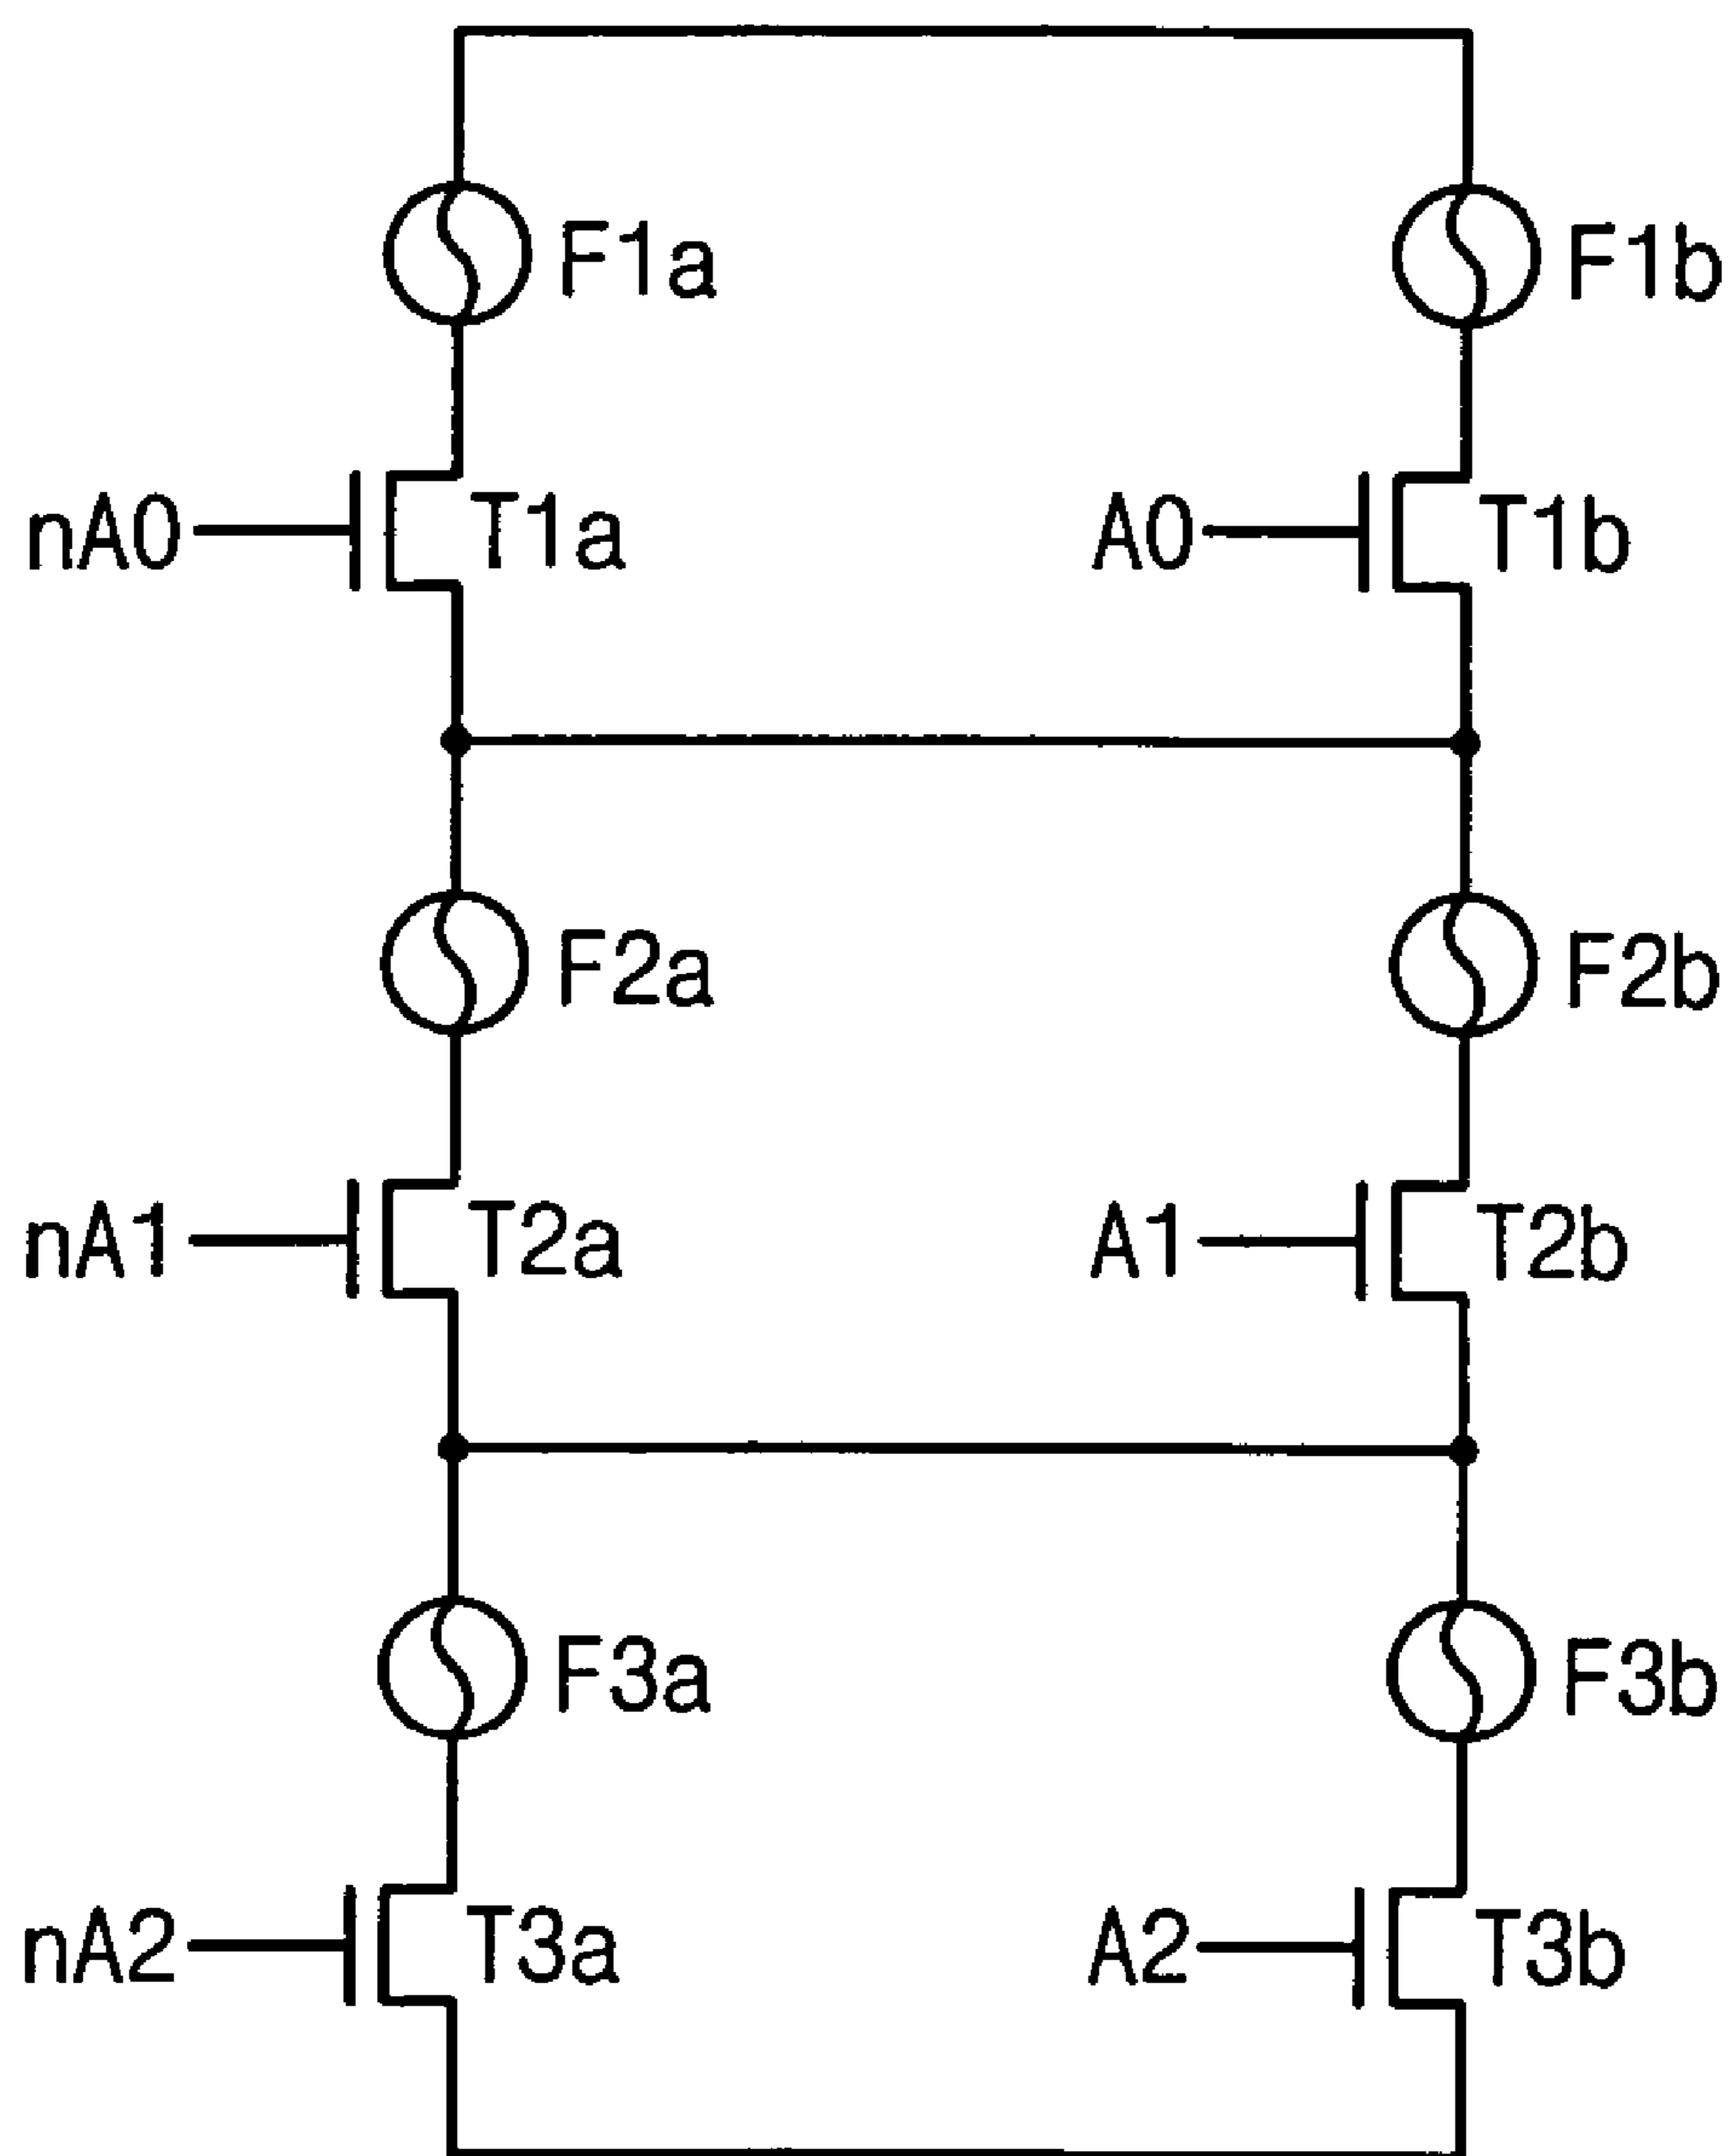 F1a
F1b
nA0
T1a
A0
T1b
F2a
F2b
nA1
T2a
A1
T2b
F3a
F3b
nA2
T3a
A2
T3b